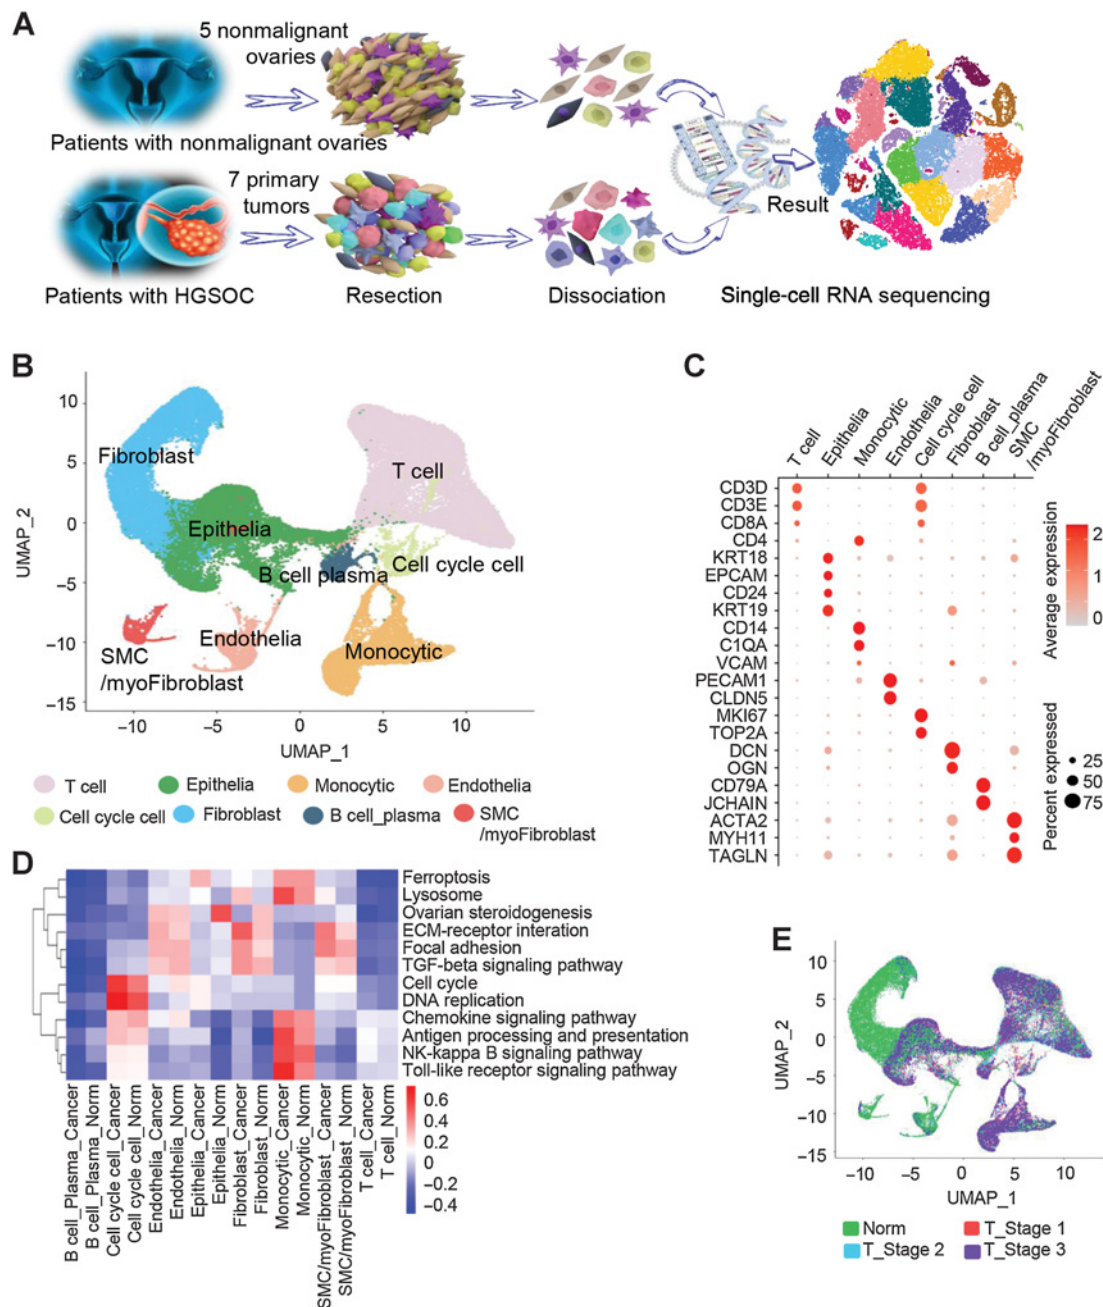 A
5 nonmalignant
ovaries
Patients with nonmalignant ovaries
7 primary
tumors
Result
Patients with HGSOC
Resection
Dissociation
Single-cell RNA sequencing
B
10
5
0
−5
−10
−15
UMAP_2
Fibroblast
T cell
Epithelia
B cell plasma
Cell cycle cell
Endothelia
SMC
/myoFibroblast
Monocytic
−10
−5
0
5
10
UMAP_1
T cell
Epithelia
Monocytic
Endothelia
Cell cycle cell
Fibroblast
B cell_plasma
SMC
/myoFibroblast
C
T cell
Epithelia
Monocytic
Endothelia
Cell cycle cell
Fibroblast
B cell_plasma
SMC
/myoFibroblast
CD3D
CD3E
CD8A
CD4
KRT18
EPCAM
CD24
KRT19
CD14
C1QA
VCAM
PECAM1
CLDN5
MKI67
TOP2A
DCN
OGN
CD79A
JCHAIN
ACTA2
MYH11
TAGLN
Average expression
2
1
0
Percent expressed
25
50
75
D
Ferroptosis
Lysosome
Ovarian steroidogenesis
ECM-receptor interation
Focal adhesion
TGF-beta signaling pathway
Cell cycle
DNA replication
Chemokine signaling pathway
Antigen processing and presentation
NK-kappa B signaling pathway
Toll-like receptor signaling pathway
B cell_Plasma_Cancer
B cell_Plasma_Norm
Cell cycle cell_Cancer
Cell cycle cell_Norm
Endothelia_Cancer
Endothelia_Norm
Epithelia_Cancer
Epithelia_Norm
Fibroblast_Cancer
Fibroblast_Norm
Monocytic_Cancer
Monocytic_Norm
SMC/myoFibroblast_Cancer
SMC/myoFibroblast_Norm
T cell_Cancer
T cell_Norm
0.6
0.4
0.2
0
−0.2
−0.4
E
10
5
0
−5
−10
−15
UMAP_2
−10
−5
0
5
10
UMAP_1
Norm
T_Stage 1
T_Stage 2
T_Stage 3